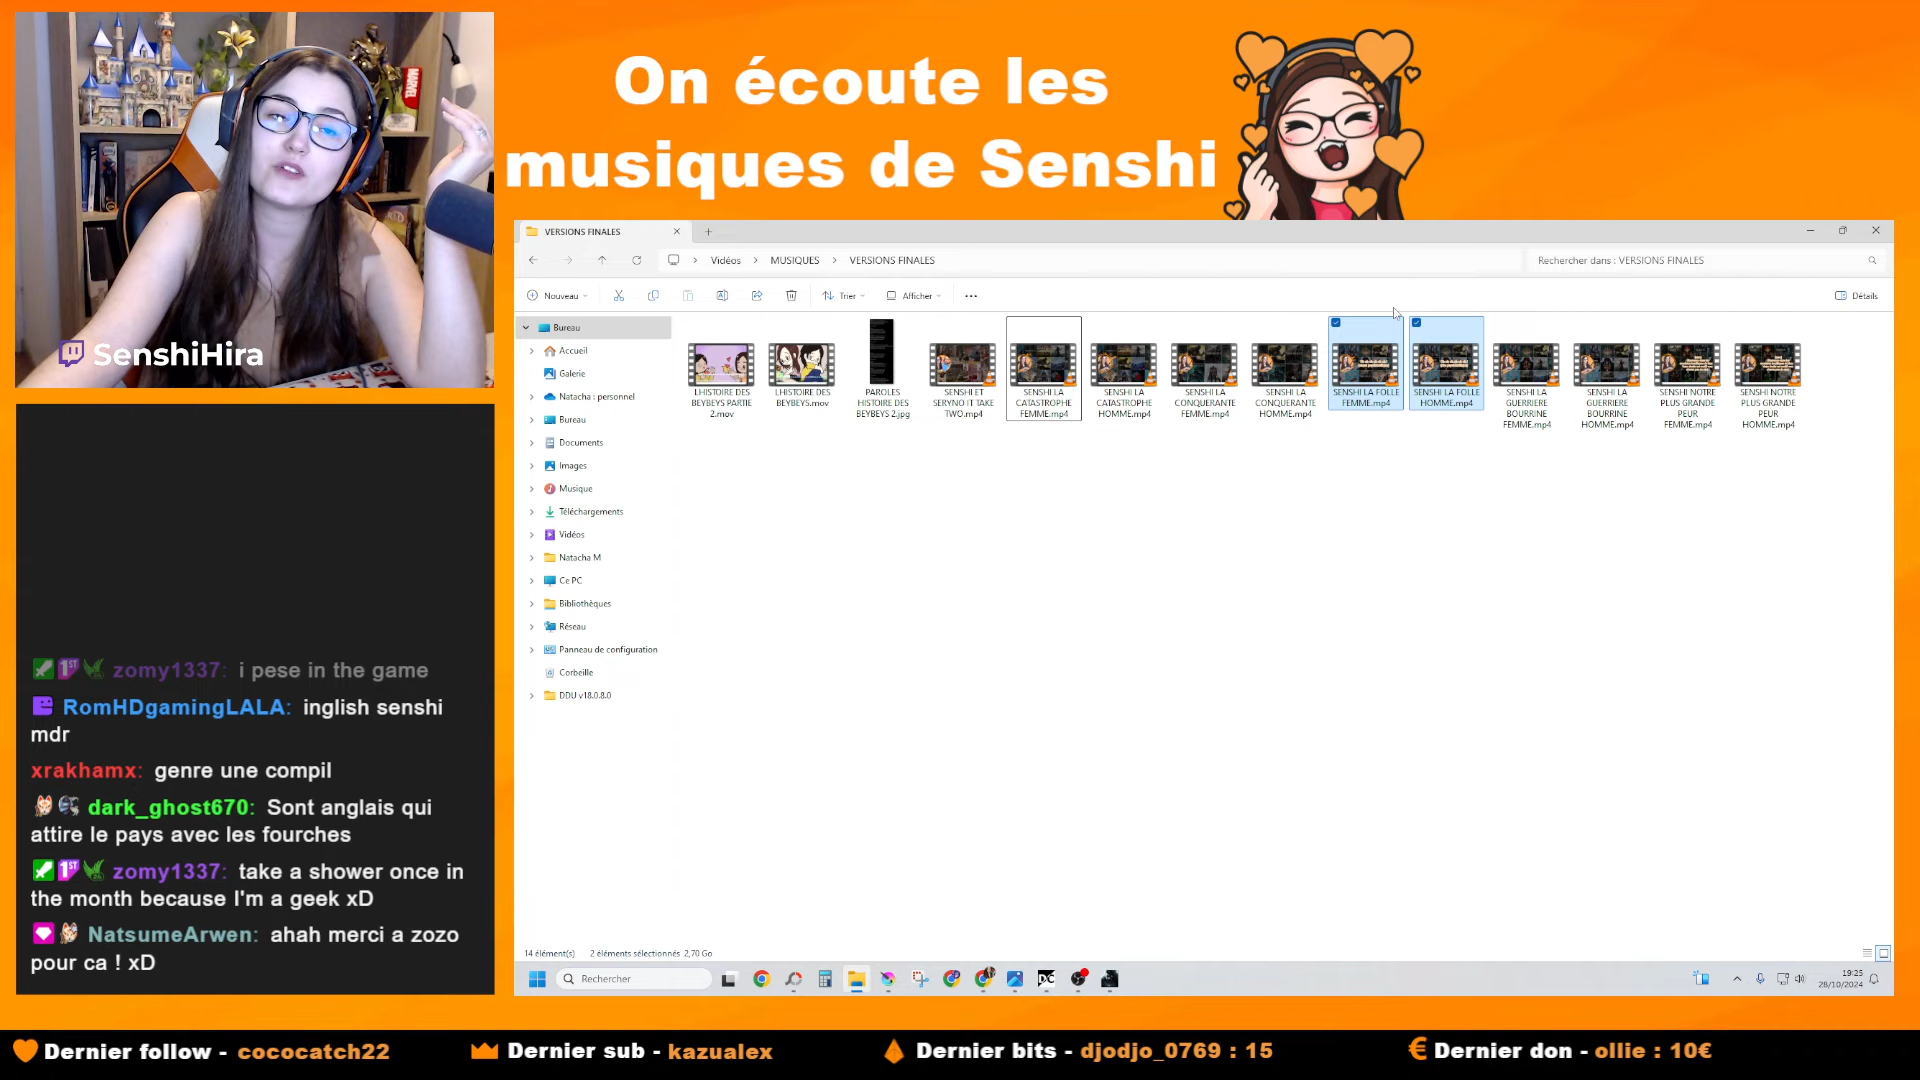 On écoute les
musiques de Senshi
MARVEL
SenshiHira
VERSIONS FINALES
Vidéos
MUSIQUES
VERSIONS FINALES
Rechercher dans : VERSIONS FINALES
Nouveau
Trier
Afficher
Détails
Bureau
Accueil
Galerie
Natacha : personnel
Bureau
Documents
Images
Musique
Téléchargements
Vidéos
Natacha M
Ce PC
Bibliothèques
Réseau
Panneau de configuration
Corbeille
DDU v18.0.8.0
LHISTOIRE DES
BEYBEYS PARTIE
2.mov
LHISTOIRE DES
BEYBEYS.mov
PAROLES
HISTOIRE DES
BEYBEYS 2.jpg
SENSHI ET
SERYNO IT TAKE
TWO.mp4
SENSHI LA
CATASTROPHE
FEMME.mp4
SENSHI LA
CATASTROPHE
HOMME.mp4
SENSHI LA
CONQUERANTE
FEMME.mp4
SENSHI LA
CONQUERANTE
HOMME.mp4
SENSHI LA FOLLE
FEMME.mp4
SENSHI LA FOLLE
HOMME.mp4
SENSHI LA
GUERRIERE
BOURRINE
FEMME.mp4
SENSHI LA
GUERRIERE
BOURRINE
HOMME.mp4
SENSHI NOTRE
PLUS GRANDE
PEUR
FEMME.mp4
SENSHI NOTRE
PLUS GRANDE
PEUR
HOMME.mp4
14 élément(s)
2 éléments sélectionnés 2,70 Go
Rechercher
19:25
28/10/2024
1ST zomy1337: i pese in the game
RomHDgamingLALA: inglish senshi
mdr
xrakhamx: genre une compil
dark_ghost670: Sont anglais qui
attire le pays avec les fourches
1ST zomy1337: take a shower once in
the month because I'm a geek xD
NatsumeArwen: ahah merci a zozo
pour ca ! xD
Dernier follow - cococatch22
Dernier sub - kazualex
Dernier bits - djodjo_0769 : 15
€ Dernier don - ollie : 10€